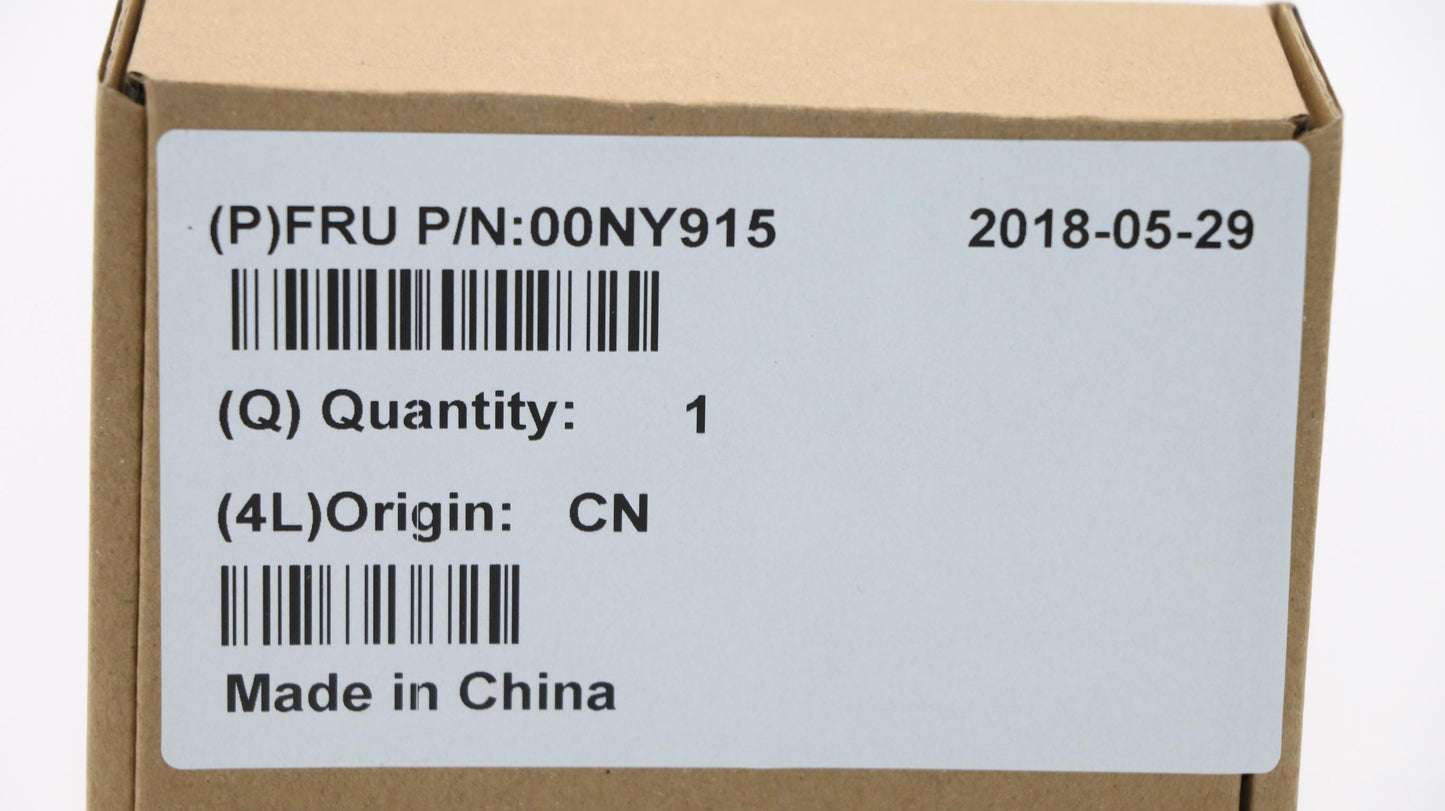 (P)FRU P/N:00NY915 2018-05-29
(Q) Quantity: 1
(4L)Origin: CN
Made in China